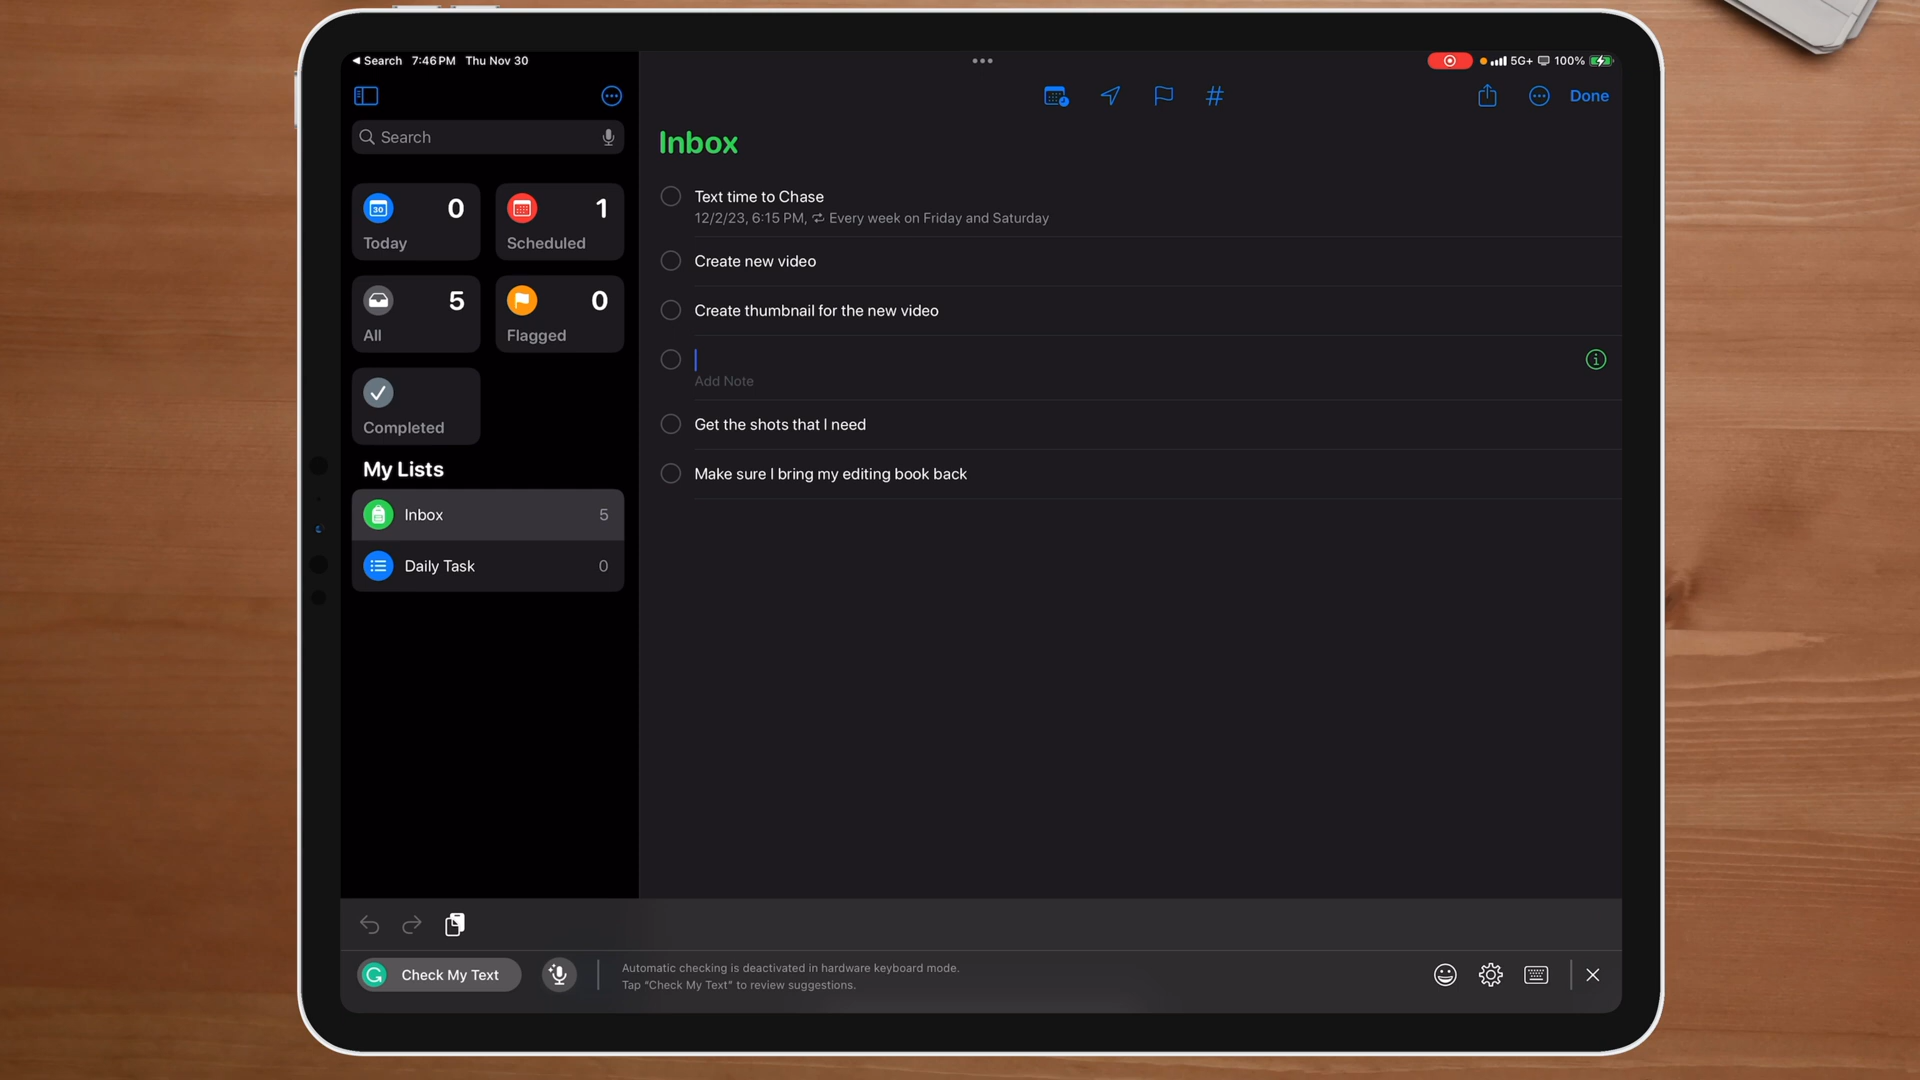 Search 7:46 PM Thu Nov 30
5G+ 100%
Done
Search
30
0
Today
1
Scheduled
5
All
0
Flagged
Completed
My Lists
Inbox 5
Daily Task 0
Inbox
Text time to Chase
12/2/23, 6:15 PM, Every week on Friday and Saturday
Create new video
Create thumbnail for the new video
Add Note
Get the shots that I need
Make sure I bring my editing book back
Check My Text
Automatic checking is deactivated in hardware keyboard mode.
Tap "Check My Text" to review suggestions.